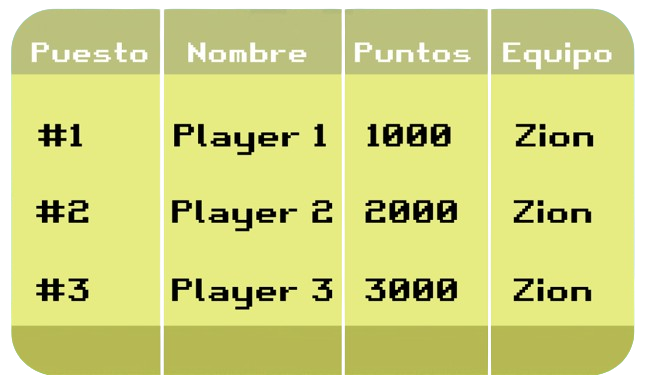 Puesto Nombre Puntos Equipo
#1 Player 1 1000 Zion
#2 Player 2 2000 Zion
#3 Player 3 3000 Zion